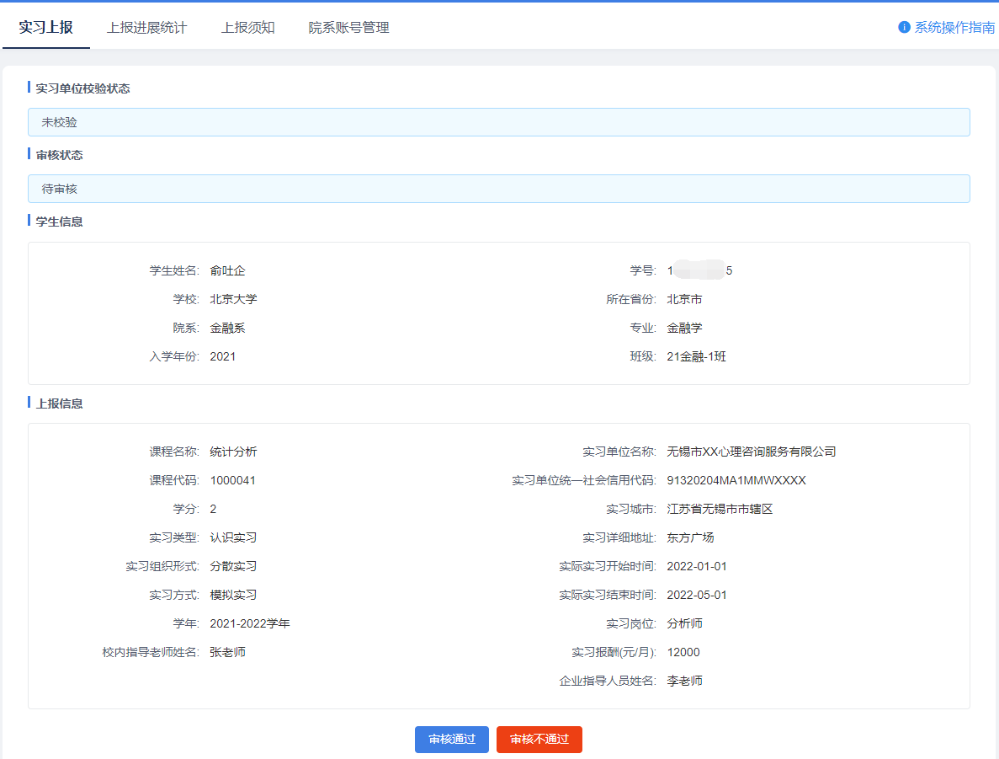 实习上报 上报进展统计 上报须知 院系账号管理 系统操作指南
实习单位校验状态
未校验
审核状态
待审核
学生信息
学生姓名: 俞吐企 学号: 1 5
学校: 北京大学 所在省份: 北京市
院系: 金融系 专业: 金融学
入学年份: 2021 班级: 21金融-1班
上报信息
课程名称: 统计分析 实习单位名称: 无锡市XX心理咨询服务有限公司
课程代码: 1000041 实习单位统一社会信用代码: 91320204MA1MMWXXXX
学分: 2 实习城市: 江苏省无锡市市辖区
实习类型: 认识实习 实习详细地址: 东方广场
实习组织形式: 分散实习 实际实习开始时间: 2022-01-01
实习方式: 模拟实习 实际实习结束时间: 2022-05-01
学年: 2021-2022学年 实习岗位: 分析师
校内指导老师姓名: 张老师 实习报酬(元/月): 12000
企业指导人员姓名: 李老师
审核通过 审核不通过